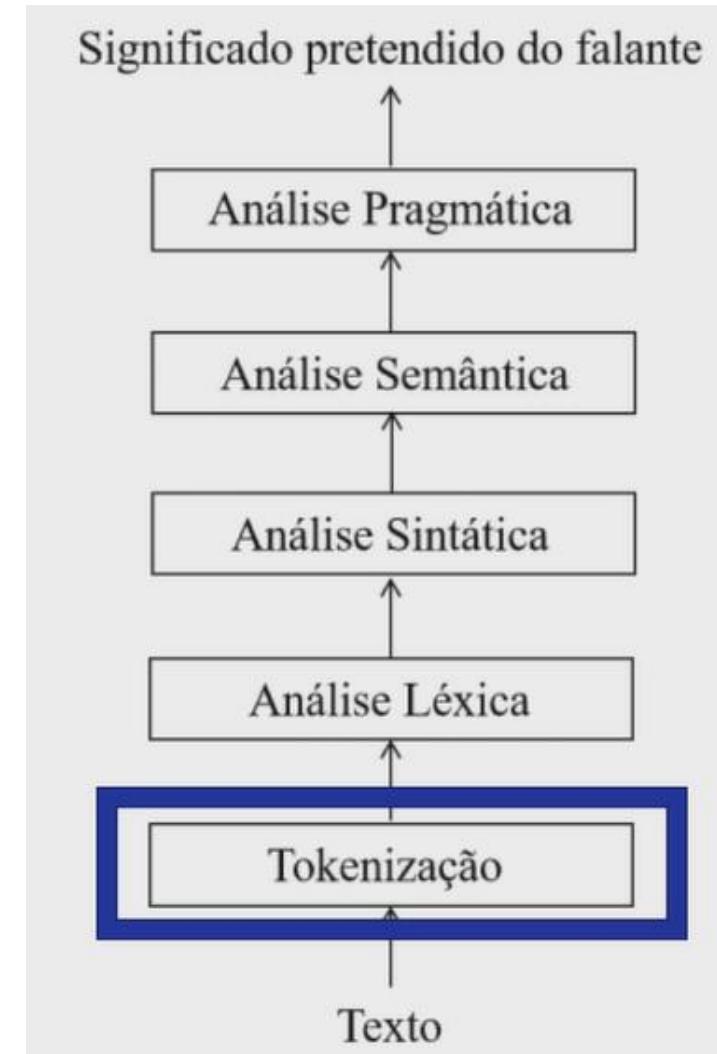 Significado pretendido do falante
Análise Pragmática
Análise Semântica
Análise Sintática
Análise Léxica
Tokenização
Texto